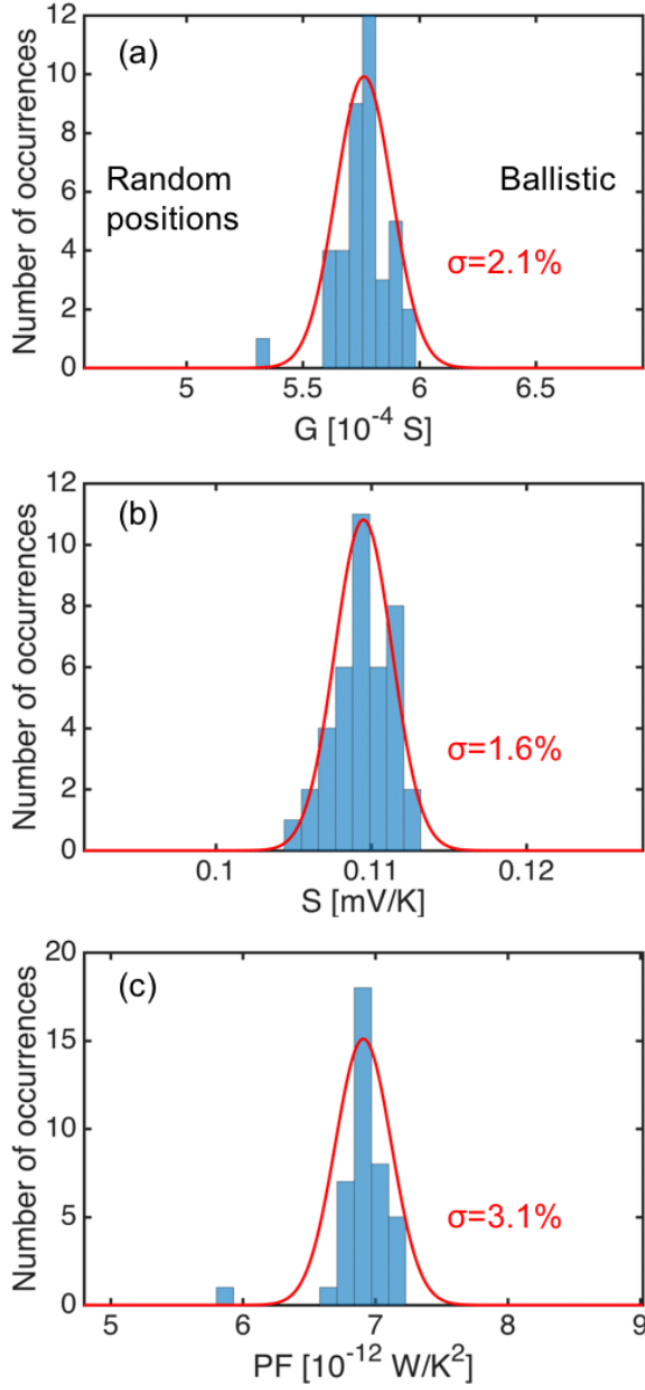 (a)
Number of occurrences
12
10
8
6
4
2
0
Random
positions
Ballistic
σ=2.1%
5
5.5
6
6.5
G [10⁻⁴ S]
(b)
Number of occurrences
12
10
8
6
4
2
0
σ=1.6%
0.1
0.11
0.12
S [mV/K]
(c)
Number of occurrences
20
15
10
5
0
σ=3.1%
5
6
7
8
9
PF [10⁻¹² W/K²]